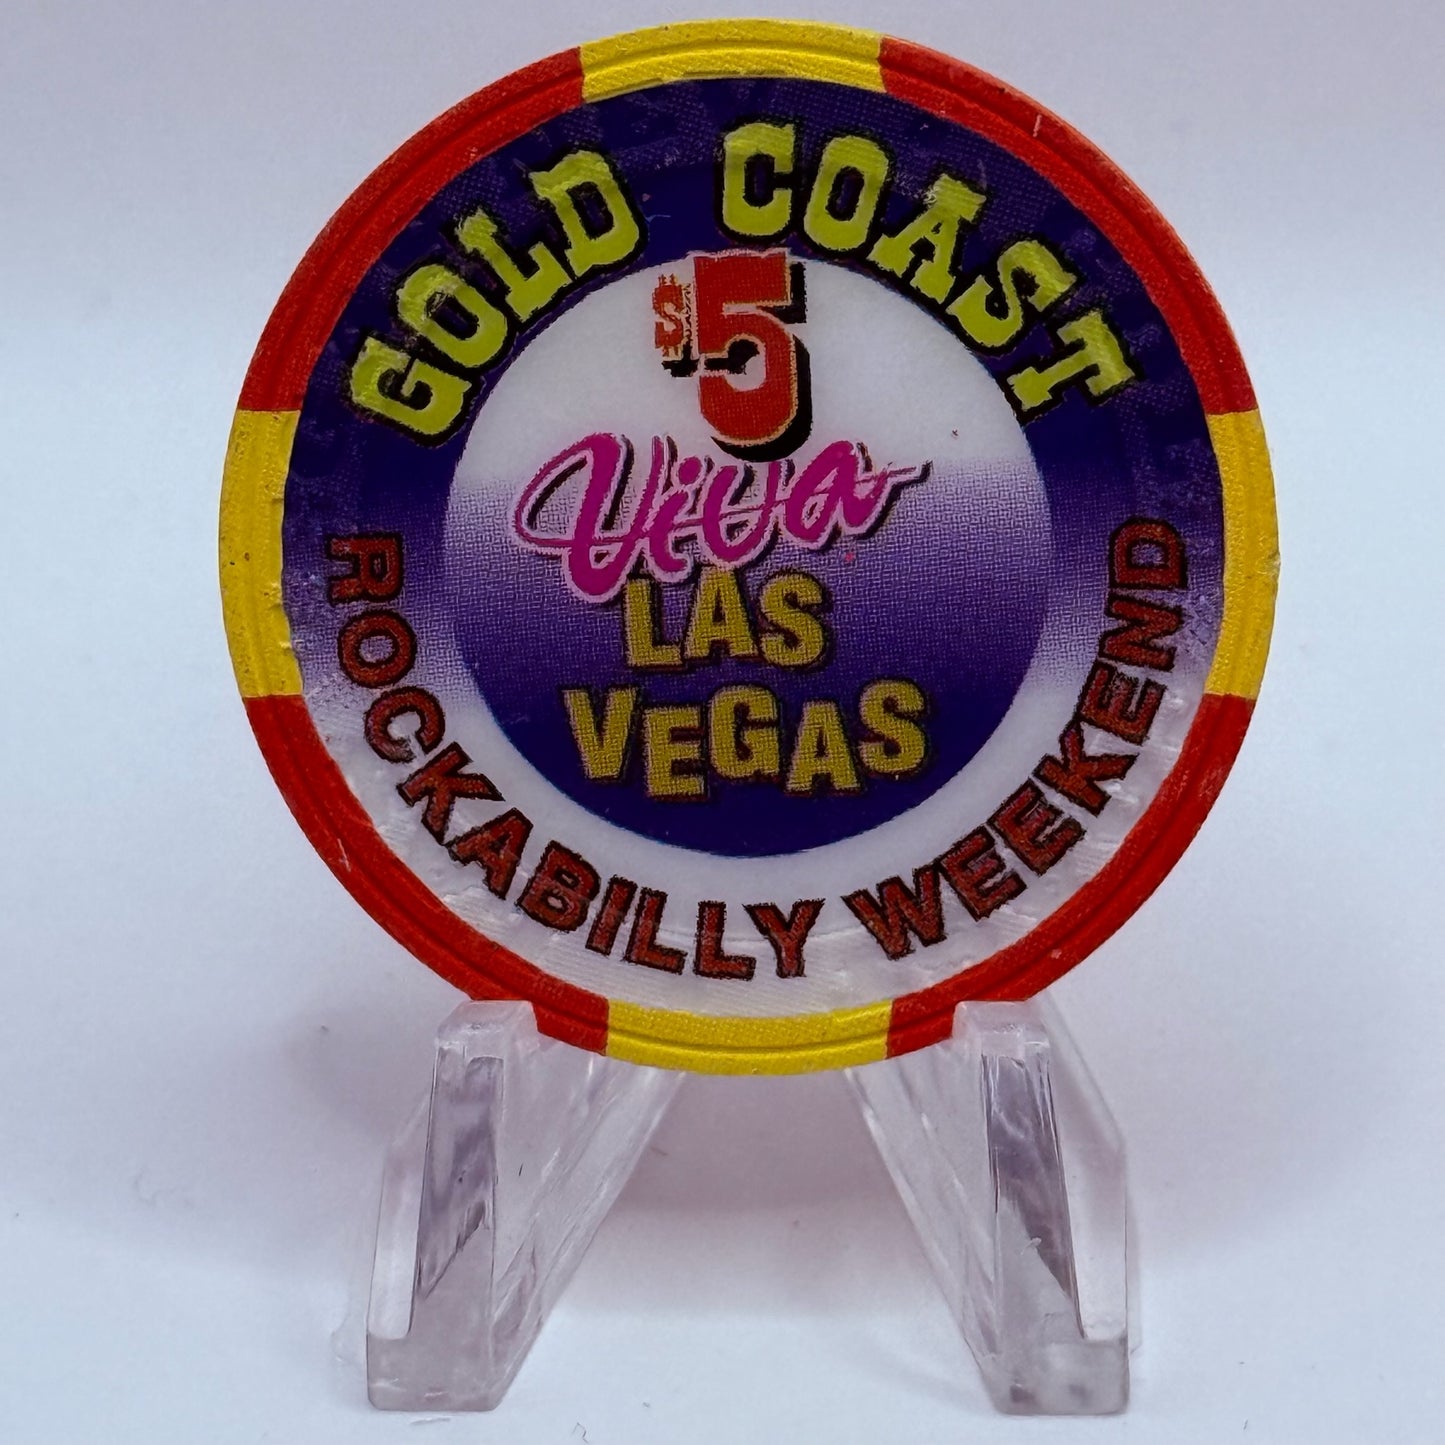 GOLD COAST
$5
Viva
LAS
VEGAS
ROCKABILLY WEEKEND